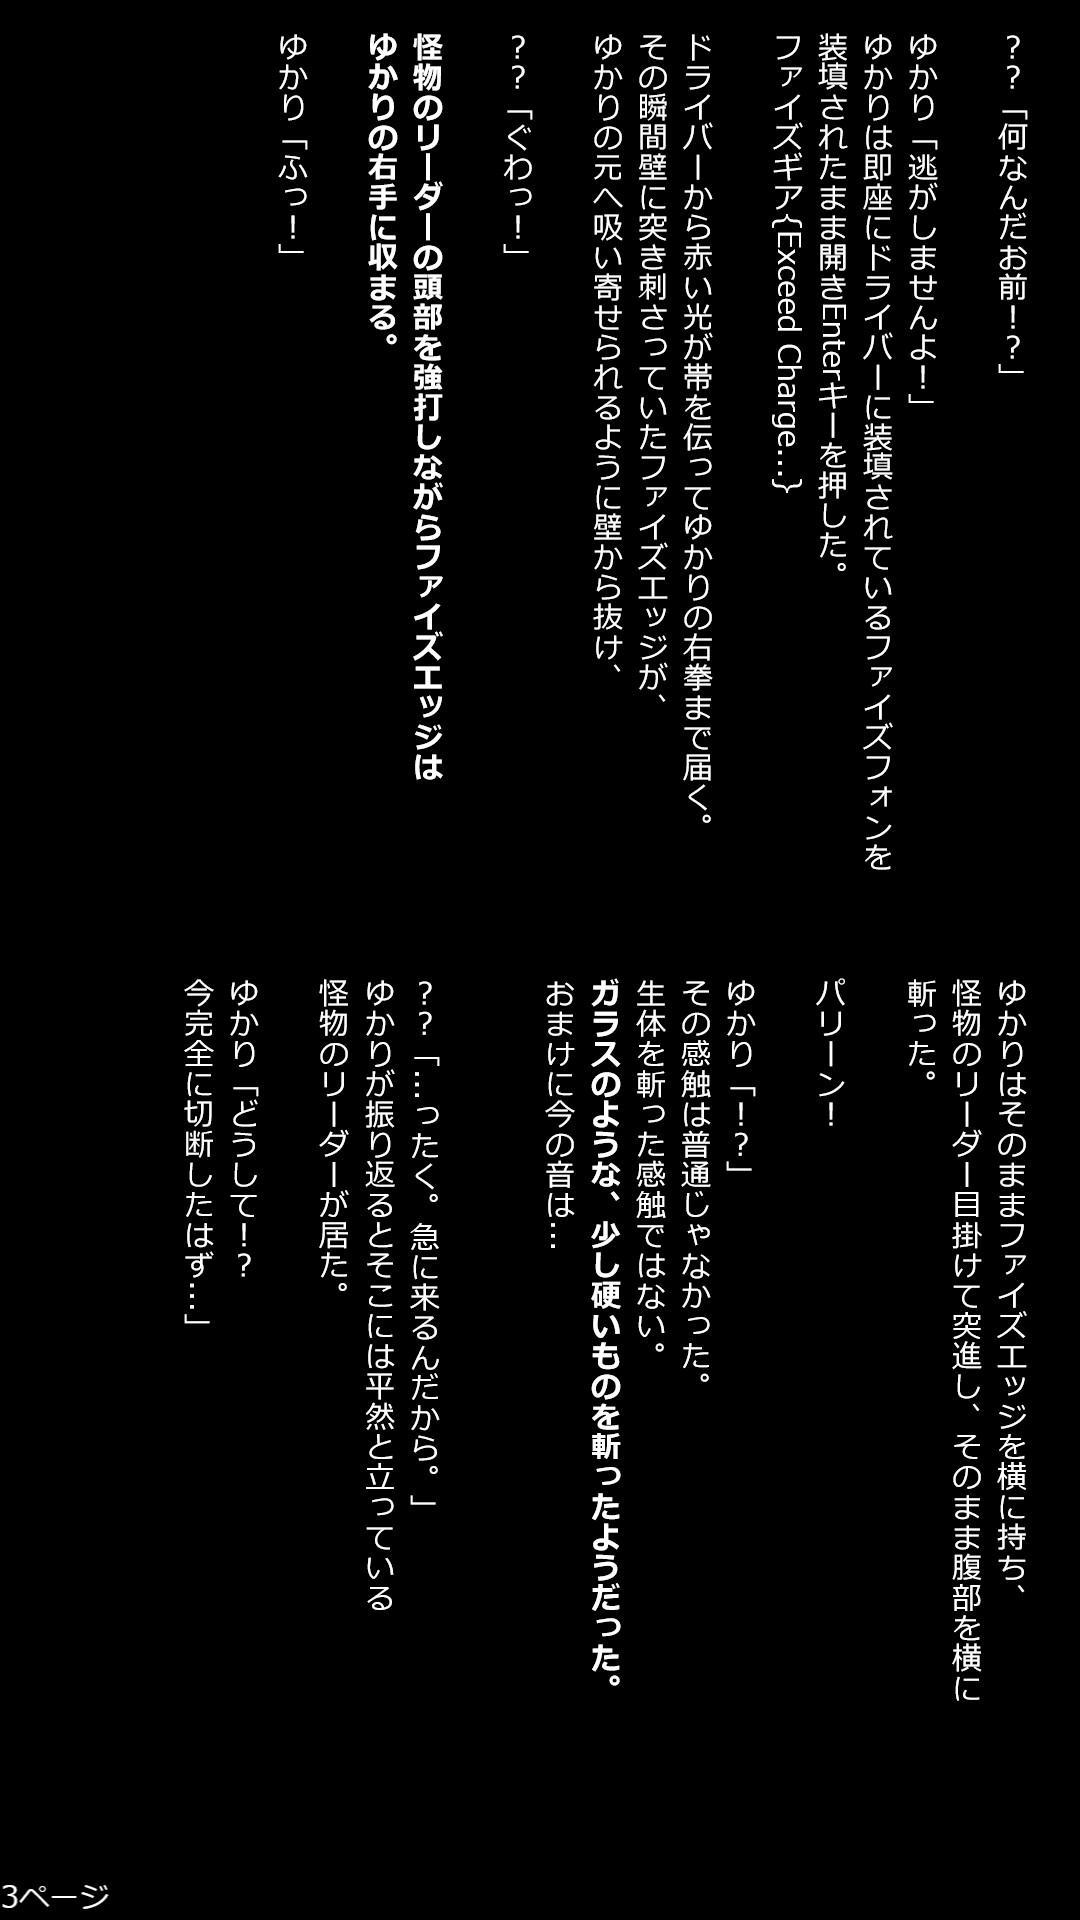 ？？「何なんだお前！？」
ゆかり「逃がしませんよ！」
ゆかりは即座にドライバーに装填されているファイズフォンを
装填されたまま開きEnterキーを押した。
ファイズギア{Exceed Charge…}
ドライバーから赤い光が帯を伝ってゆかりの右拳まで届く。
その瞬間壁に突き刺さっていたファイズエッジが、
ゆかりの元へ吸い寄せられるように壁から抜け、
？？「ぐわっ！」
怪物のリーダーの頭部を強打しながらファイズエッジは
ゆかりの右手に収まる。
ゆかり「ふっ！」
ゆかりはそのままファイズエッジを横に持ち、
怪物のリーダー目掛けて突進し、そのまま腹部を横に
斬った。
パリーン！
ゆかり「！？」
その感触は普通じゃなかった。
生体を斬った感触ではない。
ガラスのような、少し硬いものを斬ったようだった。
おまけに今の音は…
？？「…ったく。急に来るんだから。」
ゆかりが振り返るとそこには平然と立っている
怪物のリーダーが居た。
ゆかり「どうして！？
今完全に切断したはず…」
3ページ